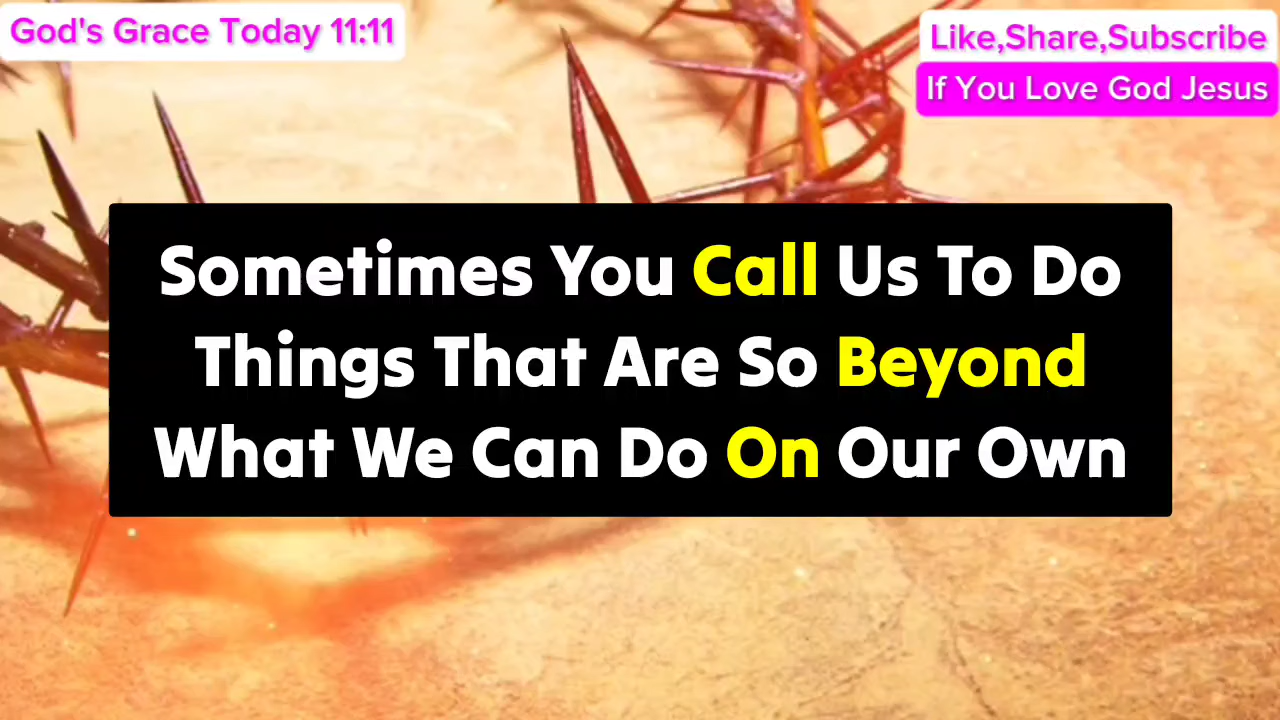 God's Grace Today 11:11
Like,Share,Subscribe
If You Love God Jesus
Sometimes You Call Us To Do
Things That Are So Beyond
What We Can Do On Our Own